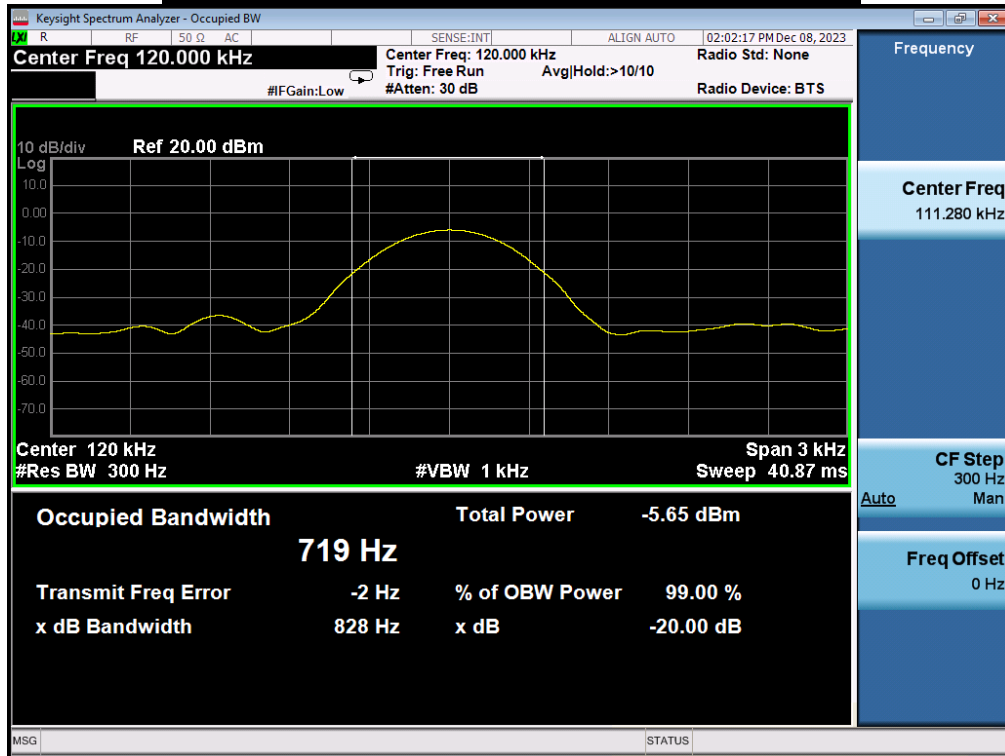 Keysight Spectrum Analyzer - Occupied BW
LXI R RF 50 Ω AC SENSE:INT ALIGN AUTO 02:02:17 PM Dec 08, 2023
Center Freq 120.000 kHz
Center Freq: 120.000 kHz Radio Std: None
Trig: Free Run Avg|Hold:>10/10
#IFGain:Low #Atten: 30 dB Radio Device: BTS
10 dB/div Ref 20.00 dBm
Log
10.0
0.00
-10.0
-20.0
-30.0
-40.0
-50.0
-60.0
-70.0
Center 120 kHz Span 3 kHz
#Res BW 300 Hz #VBW 1 kHz Sweep 40.87 ms
Occupied Bandwidth Total Power -5.65 dBm
719 Hz
Transmit Freq Error -2 Hz % of OBW Power 99.00 %
x dB Bandwidth 828 Hz x dB -20.00 dB
MSG STATUS
Frequency
Center Freq
111.280 kHz
CF Step
300 Hz
Auto Man
Freq Offset
0 Hz